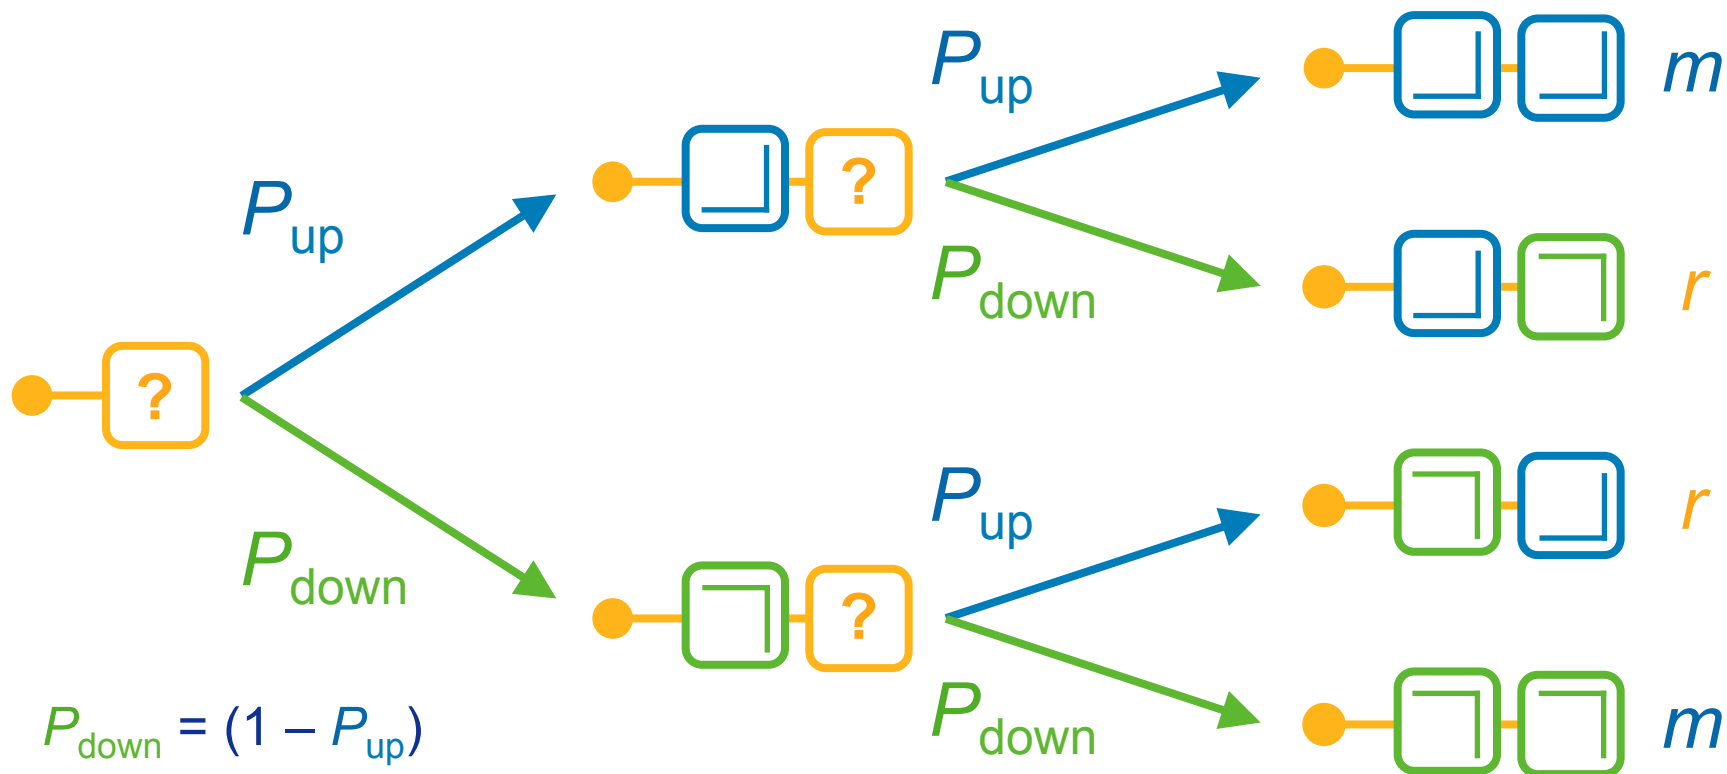 P_up m
P_up ?
P_down r
?
P_up r
P_down ?
P_down m
P_down = (1 – P_up)